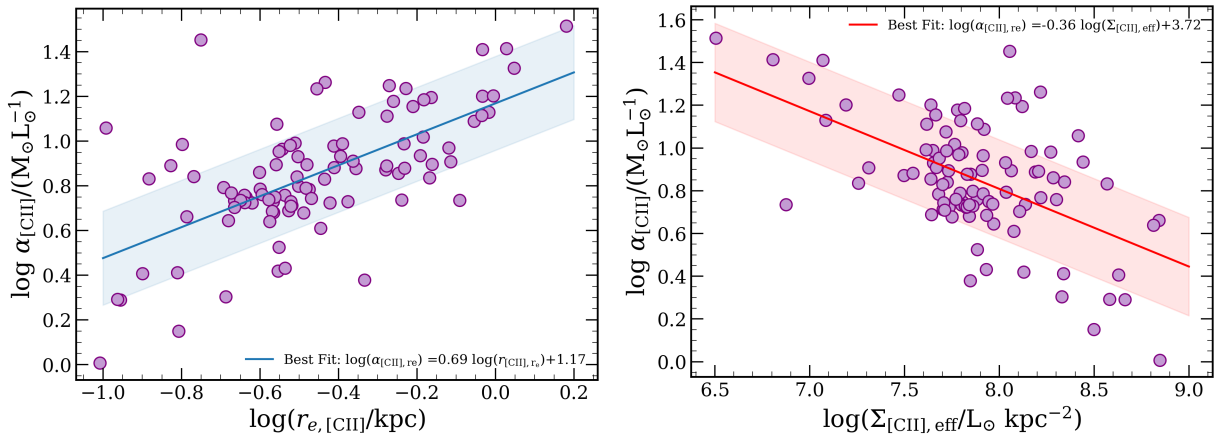 1.4
1.2
1.0
0.8
0.6
0.4
0.2
0.0
log α[CII]/(M⊙L⊙⁻¹)
Best Fit: log(α[CII], re) =0.69 log(r[CII], rₑ)+1.17
−1.0 −0.8 −0.6 −0.4 −0.2 0.0 0.2
log(rₑ, [CII]/kpc)
1.6
1.4
1.2
1.0
0.8
0.6
0.4
0.2
0.0
log α[CII]/(M⊙L⊙⁻¹)
Best Fit: log(α[CII], re) =-0.36 log(Σ[CII], eff)+3.72
6.5 7.0 7.5 8.0 8.5 9.0
log(Σ[CII], eff/L⊙ kpc⁻²)